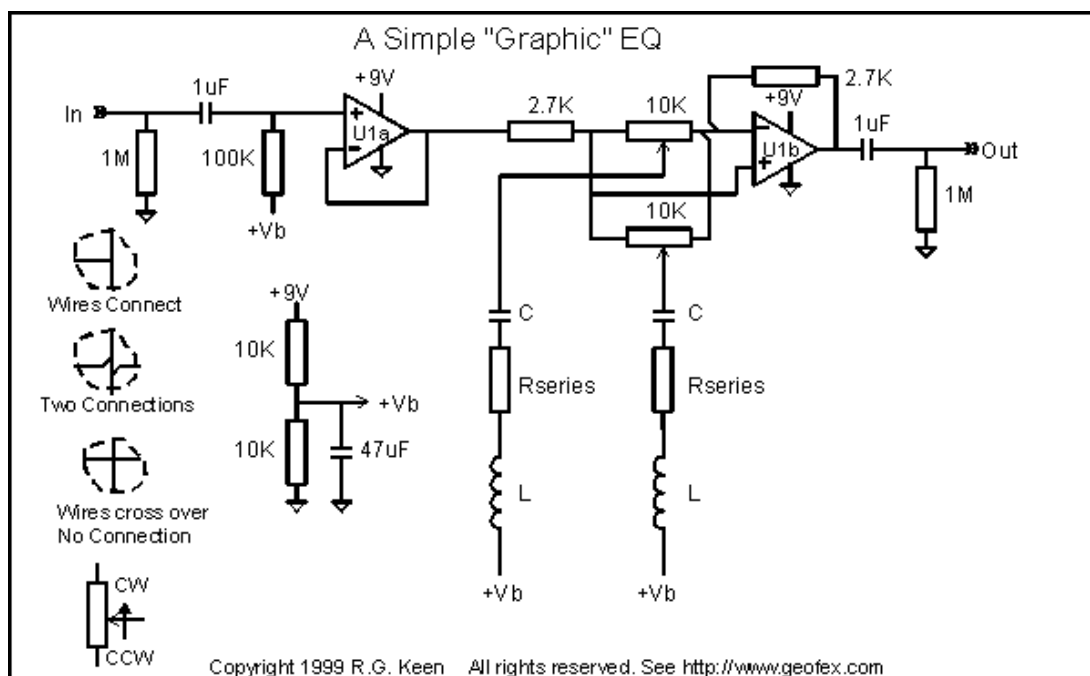 A Simple "Graphic" EQ
+9V
2.7K
1uF
In
2.7K
10K
+9V
1uF
+
U1a
-
-
U1b
+
Out
1M
100K
10K
1M
+Vb
Wires Connect
+9V
C
C
10K
Rseries
Rseries
Two Connections
+Vb
10K
47uF
L
L
Wires cross over
No Connection
+Vb
+Vb
CW
CCW
Copyright 1999 R.G. Keen All rights reserved. See http://www.geofex.com